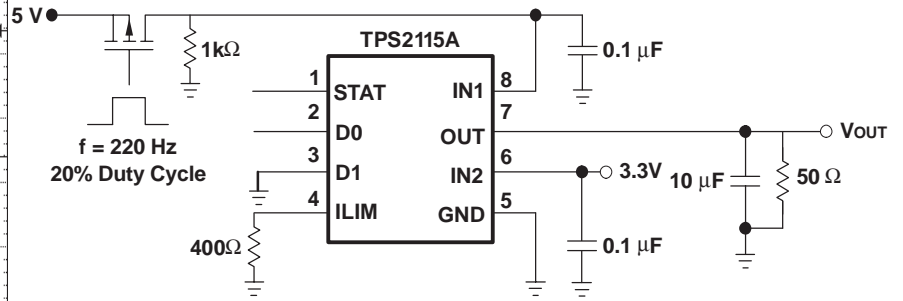 5 V
TPS2115A
1kΩ
0.1 µF
1
STAT
IN1
8
2
D0
OUT
7
VOUT
f = 220 Hz
20% Duty Cycle
3
D1
IN2
6
3.3V
10 µF
50 Ω
4
ILIM
GND
5
400Ω
0.1 µF